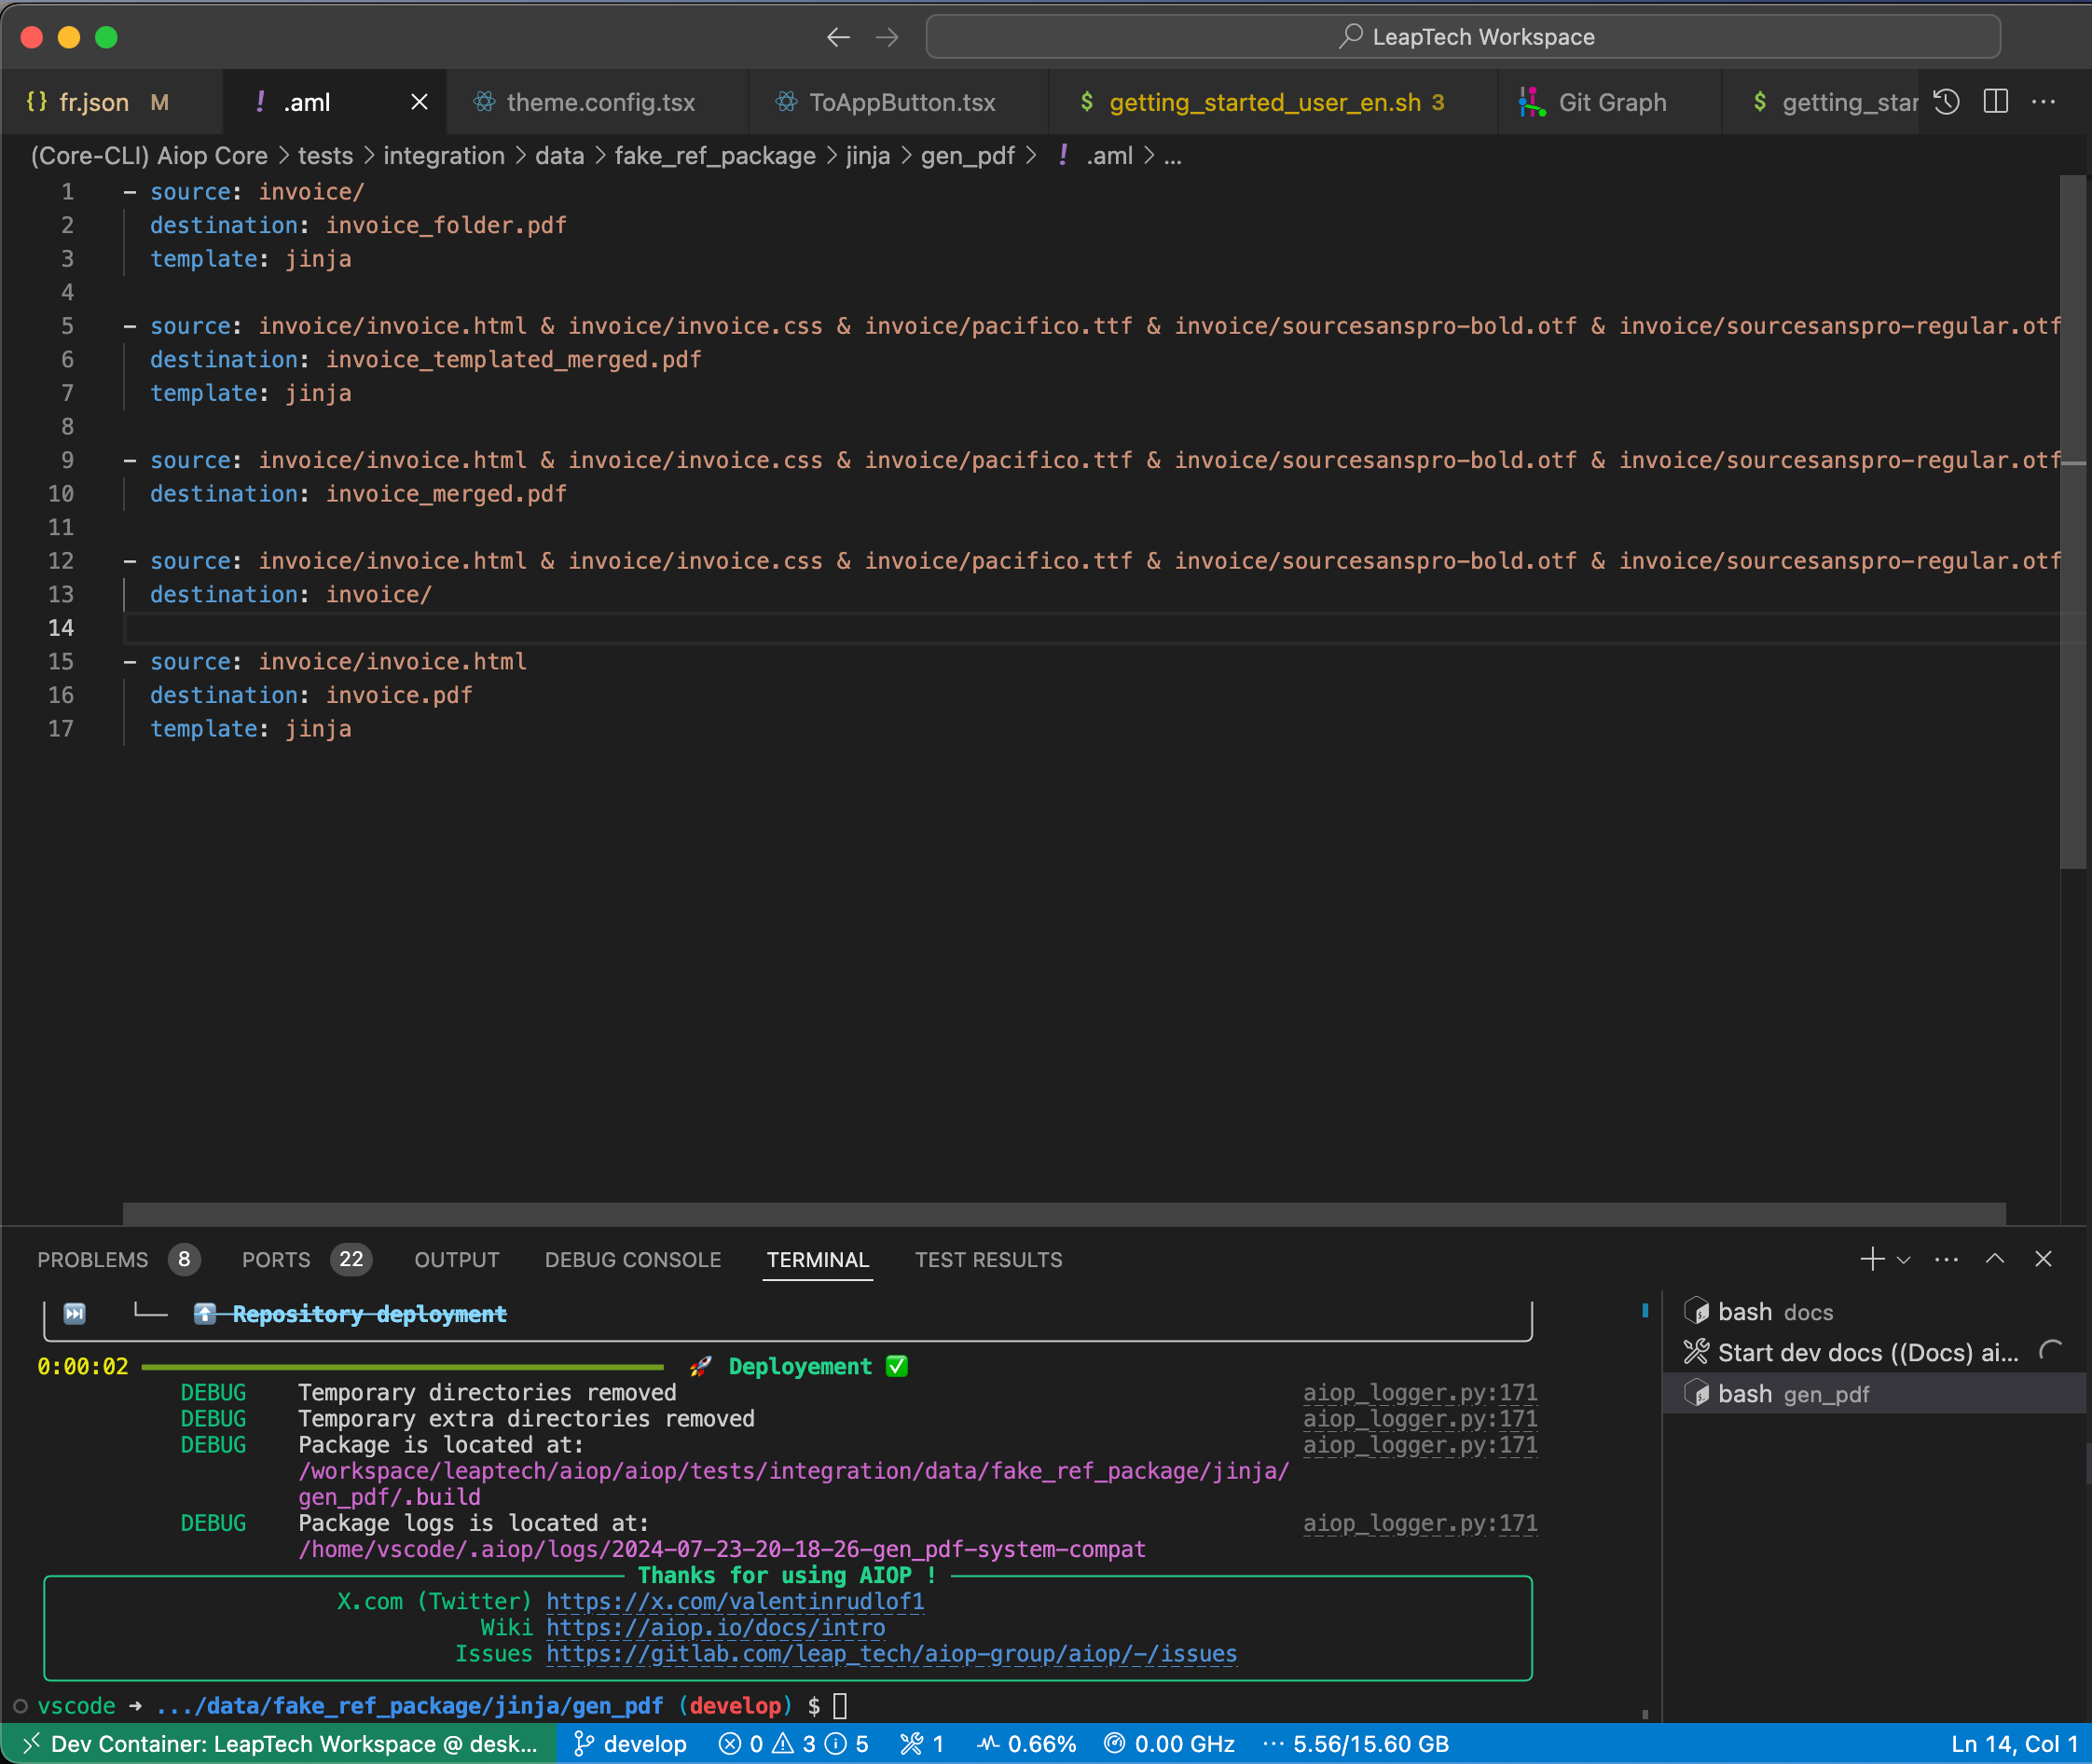 LeapTech Workspace
{} fr.json M ! .aml theme.config.tsx ToAppButton.tsx $ getting_started_user_en.sh 3 Git Graph $ getting_star
(Core-CLI) Aiop Core > tests > integration > data > fake_ref_package > jinja > gen_pdf > ! .aml > ...
1 - source: invoice/
2 destination: invoice_folder.pdf
3 template: jinja
4
5 - source: invoice/invoice.html & invoice/invoice.css & invoice/pacifico.ttf & invoice/sourcesanspro-bold.otf & invoice/sourcesanspro-regular.otf
6 destination: invoice_templated_merged.pdf
7 template: jinja
8
9 - source: invoice/invoice.html & invoice/invoice.css & invoice/pacifico.ttf & invoice/sourcesanspro-bold.otf & invoice/sourcesanspro-regular.otf
10 destination: invoice_merged.pdf
11
12 - source: invoice/invoice.html & invoice/invoice.css & invoice/pacifico.ttf & invoice/sourcesanspro-bold.otf & invoice/sourcesanspro-regular.otf
13 destination: invoice/
14
15 - source: invoice/invoice.html
16 destination: invoice.pdf
17 template: jinja
PROBLEMS 8 PORTS 22 OUTPUT DEBUG CONSOLE TERMINAL TEST RESULTS
Repository deployment
0:00:02 🚀 Deployement ✅
DEBUG Temporary directories removed aiop_logger.py:171
DEBUG Temporary extra directories removed aiop_logger.py:171
DEBUG Package is located at: aiop_logger.py:171
/workspace/leaptech/aiop/aiop/tests/integration/data/fake_ref_package/jinja/
gen_pdf/.build
DEBUG Package logs is located at: aiop_logger.py:171
/home/vscode/.aiop/logs/2024-07-23-20-18-26-gen_pdf-system-compat
Thanks for using AIOP !
X.com (Twitter) https://x.com/valentinrudlof1
Wiki https://aiop.io/docs/intro
Issues https://gitlab.com/leap_tech/aiop-group/aiop/-/issues
vscode ➜ .../data/fake_ref_package/jinja/gen_pdf (develop) $
bash docs
Start dev docs ((Docs) ai...
bash gen_pdf
Dev Container: LeapTech Workspace @ desk... develop 0 3 5 1 0.66% 0.00 GHz ... 5.56/15.60 GB Ln 14, Col 1